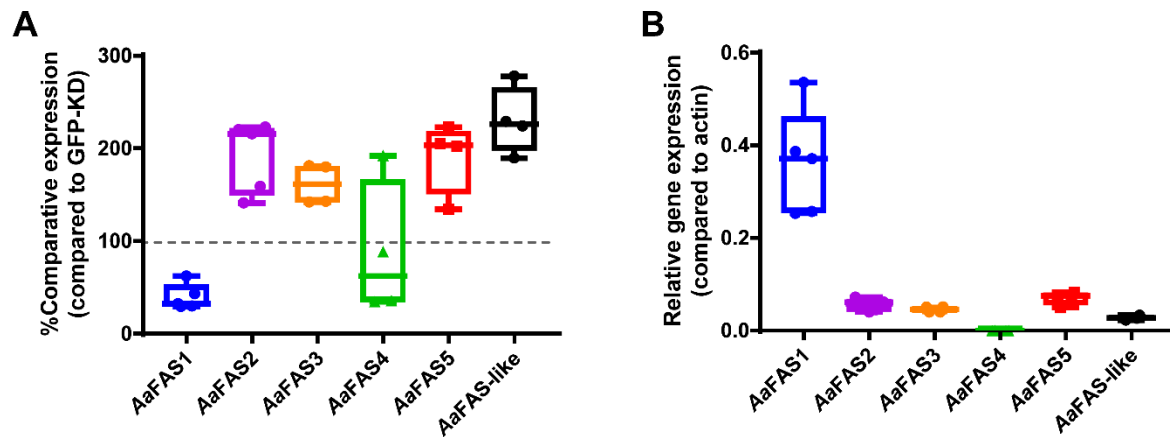 A
%Comparative expression
(compared to GFP-KD)
300
200
100
0
AaFAS1
AaFAS2
AaFAS3
AaFAS4
AaFAS5
AaFAS-like
B
Relative gene expression
(compared to actin)
0.6
0.4
0.2
0.0
AaFAS1
AaFAS2
AaFAS3
AaFAS4
AaFAS5
AaFAS-like